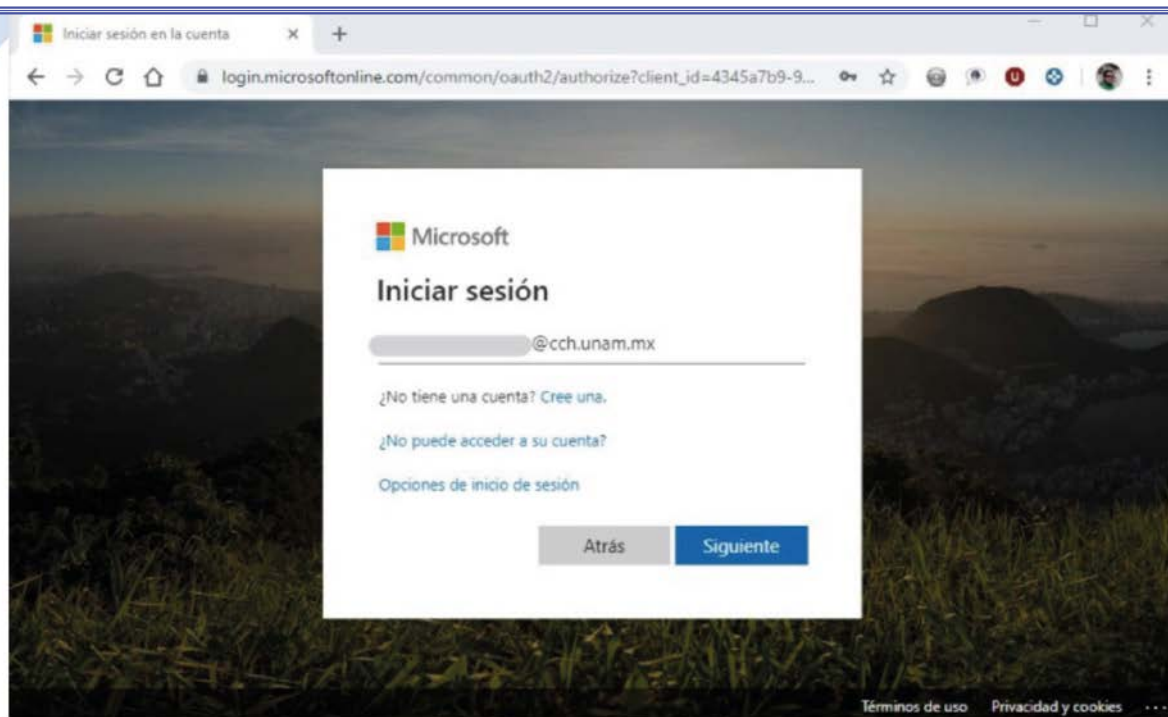 Iniciar sesión en la cuenta
login.microsoftonline.com/common/oauth2/authorize?client_id=4345a7b9-9...
Microsoft
Iniciar sesión
@cch.unam.mx
¿No tiene una cuenta? Cree una.
¿No puede acceder a su cuenta?
Opciones de inicio de sesión
Atrás Siguiente
Términos de uso Privacidad y cookies ...